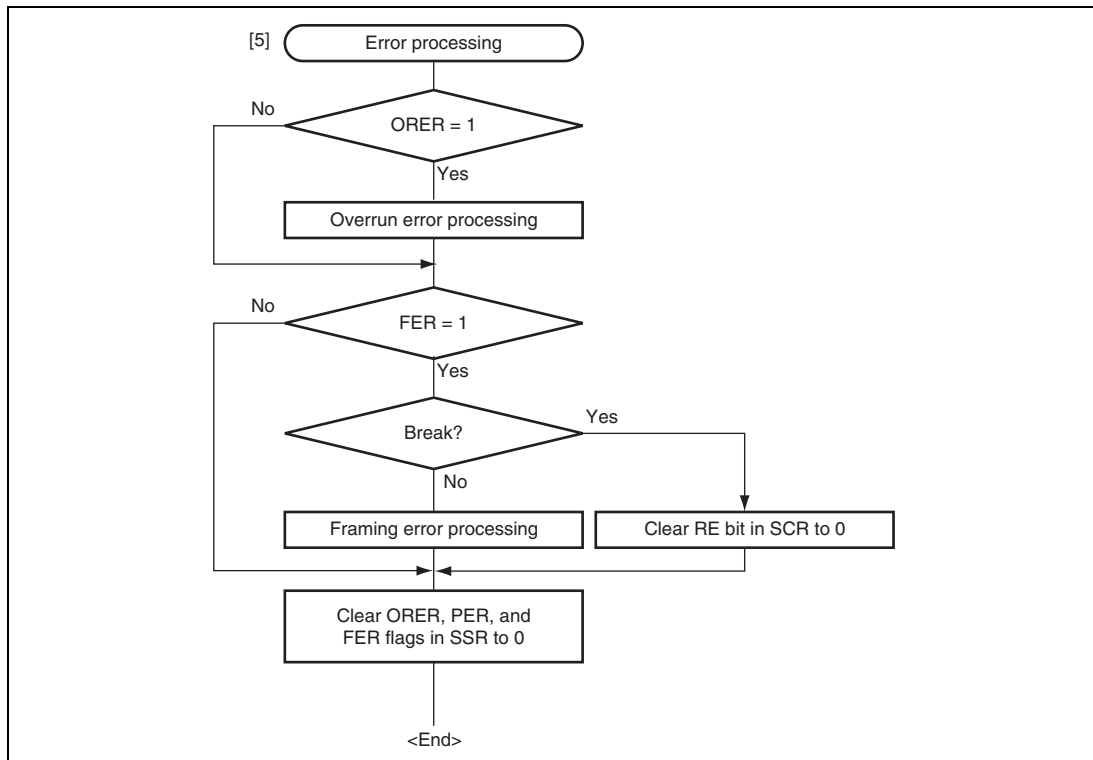 [5]
Error processing
No
ORER = 1
Yes
Overrun error processing
No
FER = 1
Yes
Yes
Break?
No
Framing error processing
Clear RE bit in SCR to 0
Clear ORER, PER, and
FER flags in SSR to 0
<End>